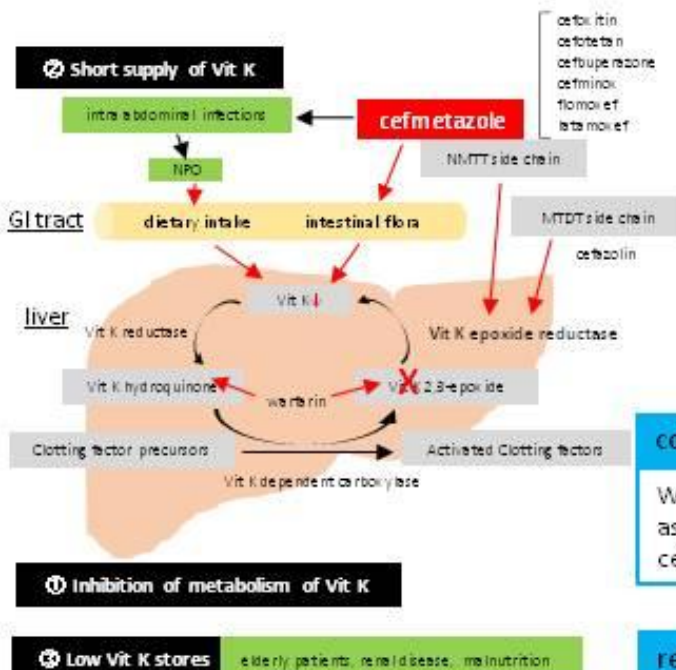 cefoxitin
cefotetan
cefbuperazone
cefminox
flomoxef
latamoxef
② Short supply of Vit K
intra abdominal infections
cefmetazole
NMTT side chain
NPO
GI tract
dietary intake
intestinal flora
MTDT side chain
cefazolin
Vit K
liver
Vit K reductase
Vit K epoxide reductase
Vit K hydroquinone
warfarin
Vit K 2,3-epoxide
Clotting factor precursors
Activated Clotting factors
Vit K dependent carboxylase
① Inhibition of metabolism of Vit K
③ Low Vit K stores
elderly patients, renal disease, malnutrition